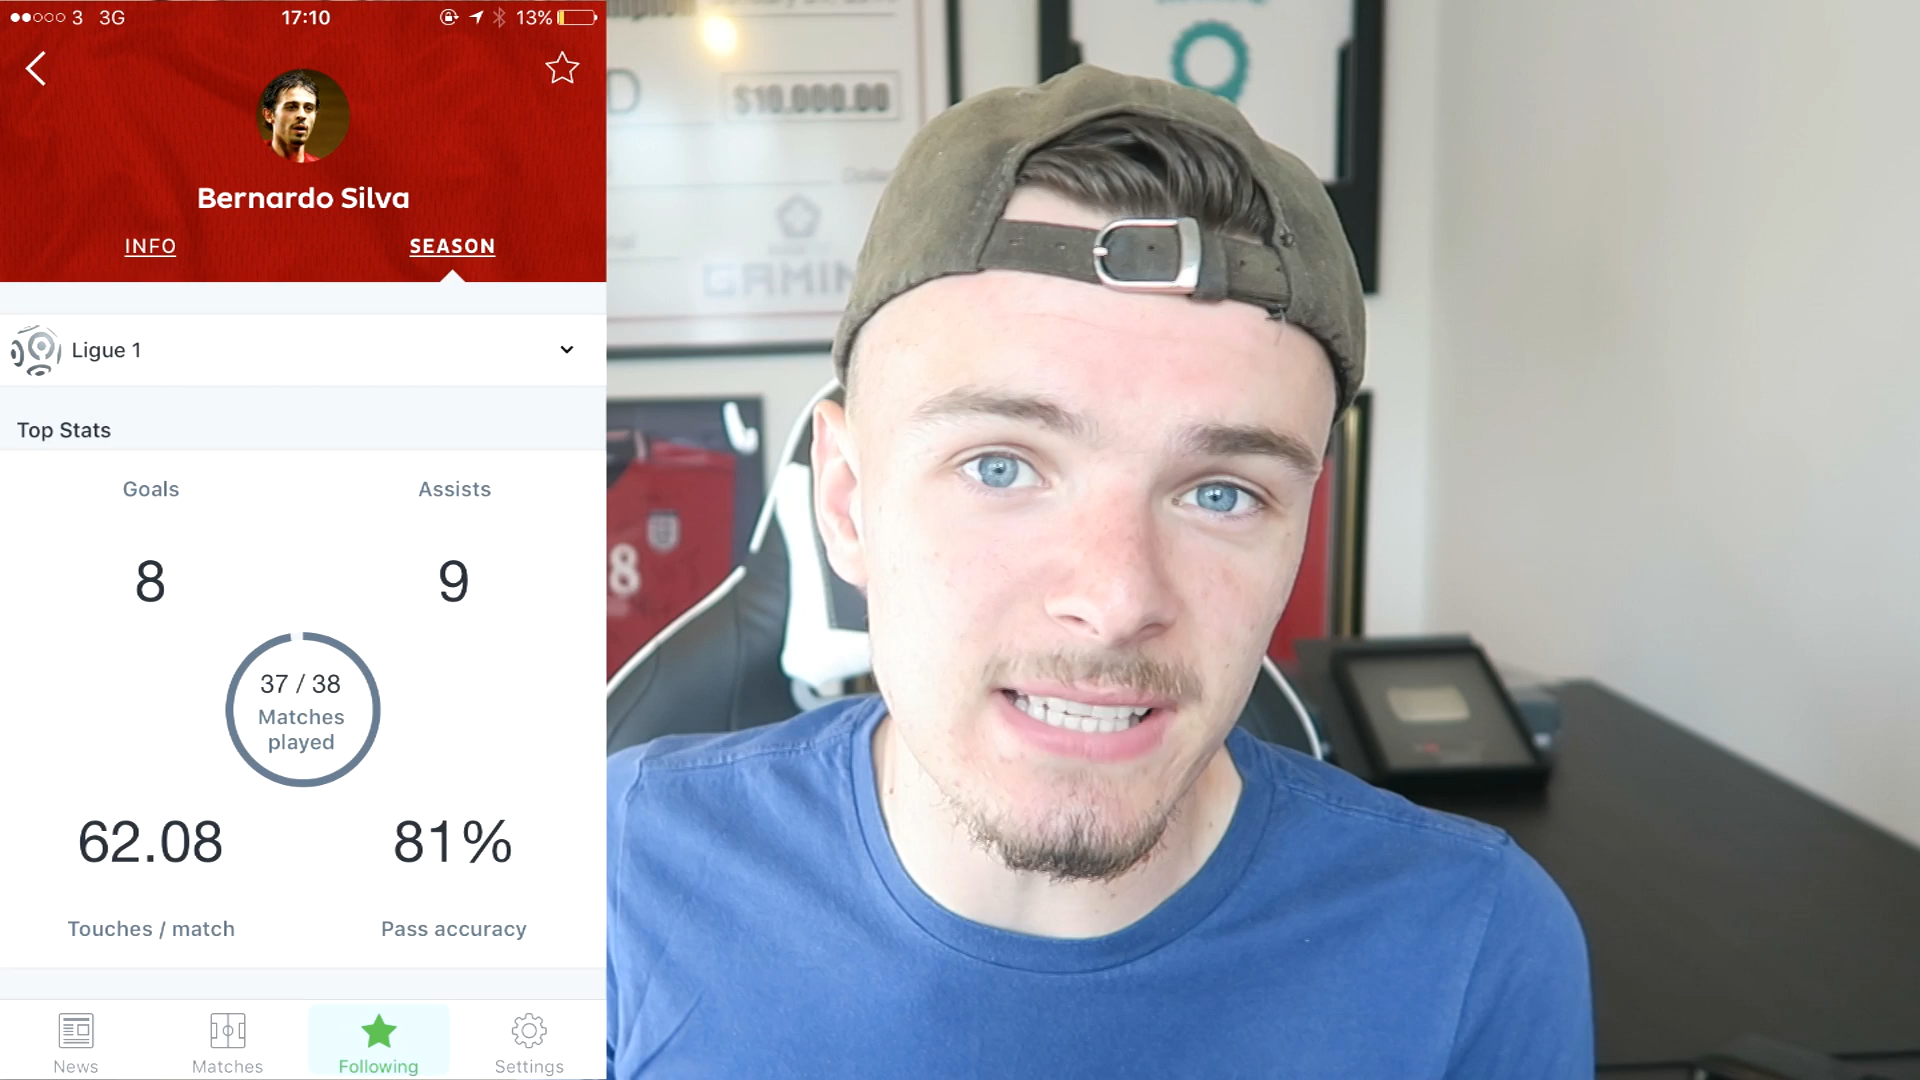 3 3G 17:10 13%
Bernardo Silva
INFO SEASON
Ligue 1
Top Stats
Goals Assists
8 9
37 / 38
Matches
played
62.08 81%
Touches / match Pass accuracy
News Matches Following Settings
$10,000.00
GAMIN
8